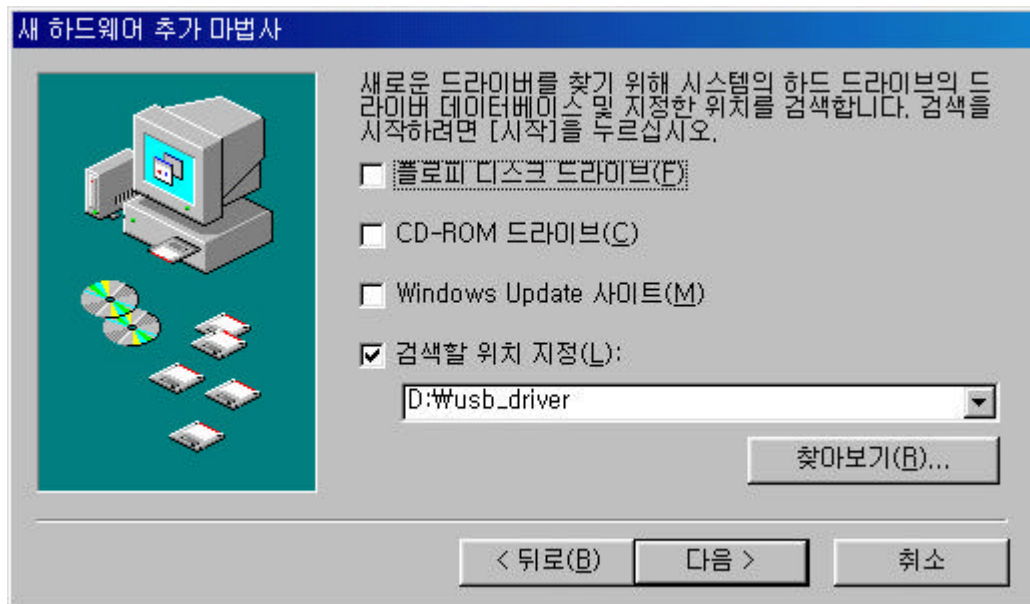 새 하드웨어 추가 마법사
새로운 드라이버를 찾기 위해 시스템의 하드 드라이브의 드
라이버 데이터베이스 및 지정한 위치를 검색합니다. 검색을
시작하려면 [시작]을 누르십시오.
플로피 디스크 드라이브(F)
CD-ROM 드라이브(C)
Windows Update 사이트(M)
검색할 위치 지정(L):
D:₩usb_driver
찾아보기(R)...
< 뒤로(B)
다음 >
취소